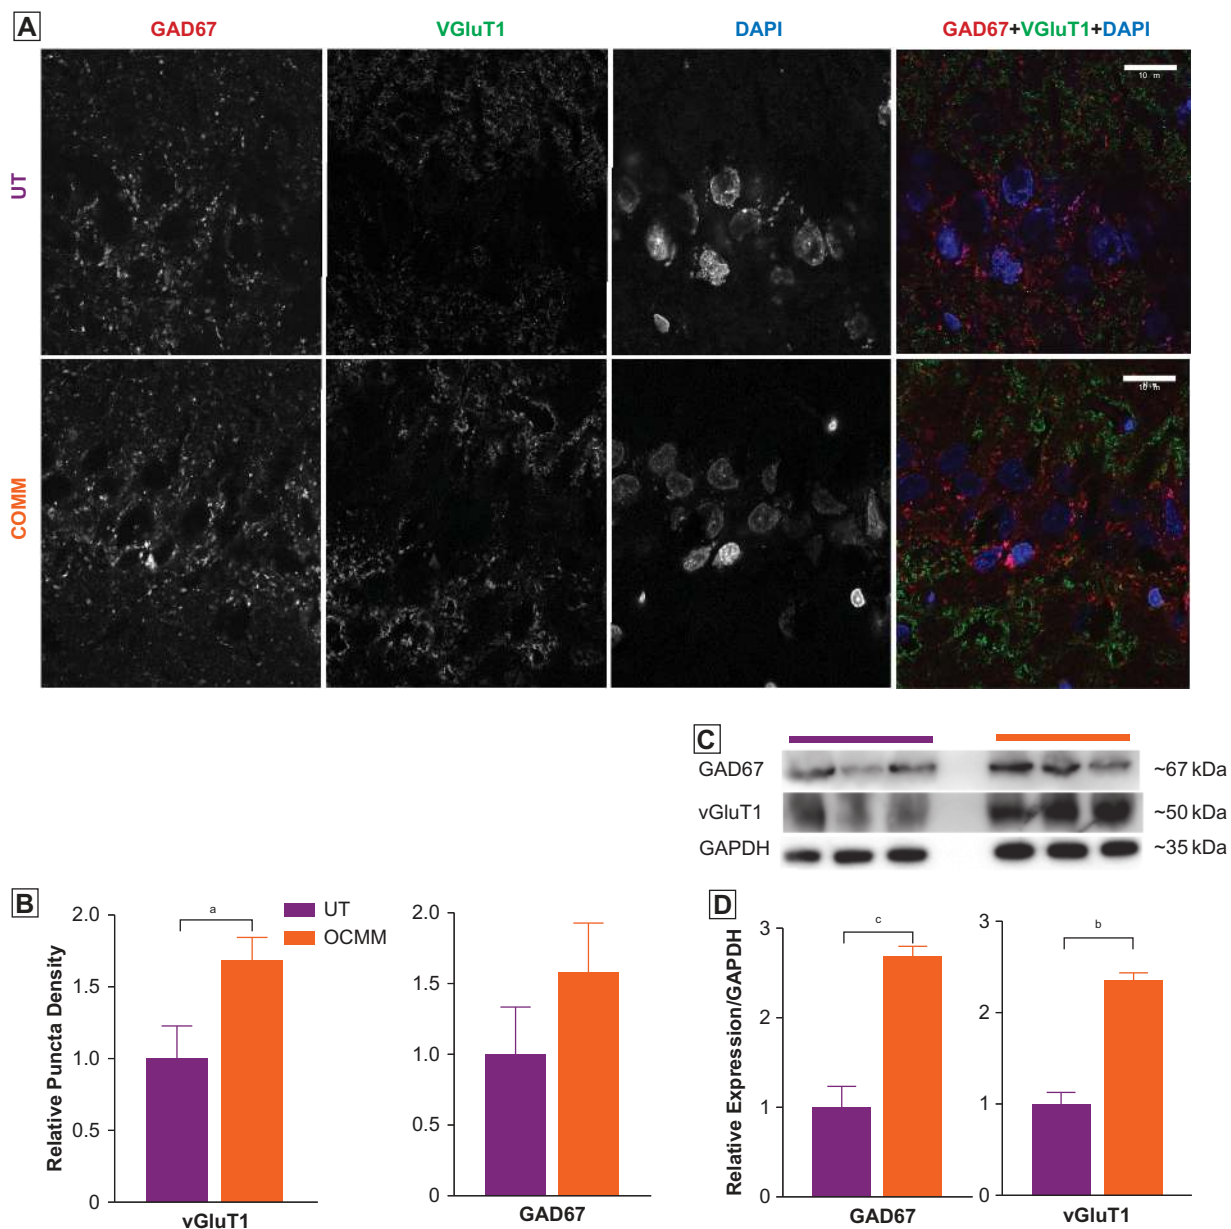 A
GAD67
VGluT1
DAPI
GAD67+VGluT1+DAPI
UT
10 m
COMM
10 m
C
GAD67
~67 kDa
vGluT1
~50 kDa
GAPDH
~35 kDa
B
UT
OCMM
Relative Puncta Density
2.0
1.5
1.0
0.5
0
a
vGluT1
2.0
1.5
1.0
0.5
0
GAD67
D
Relative Expression/GAPDH
3
2
1
0
c
GAD67
3
2
1
0
b
vGluT1